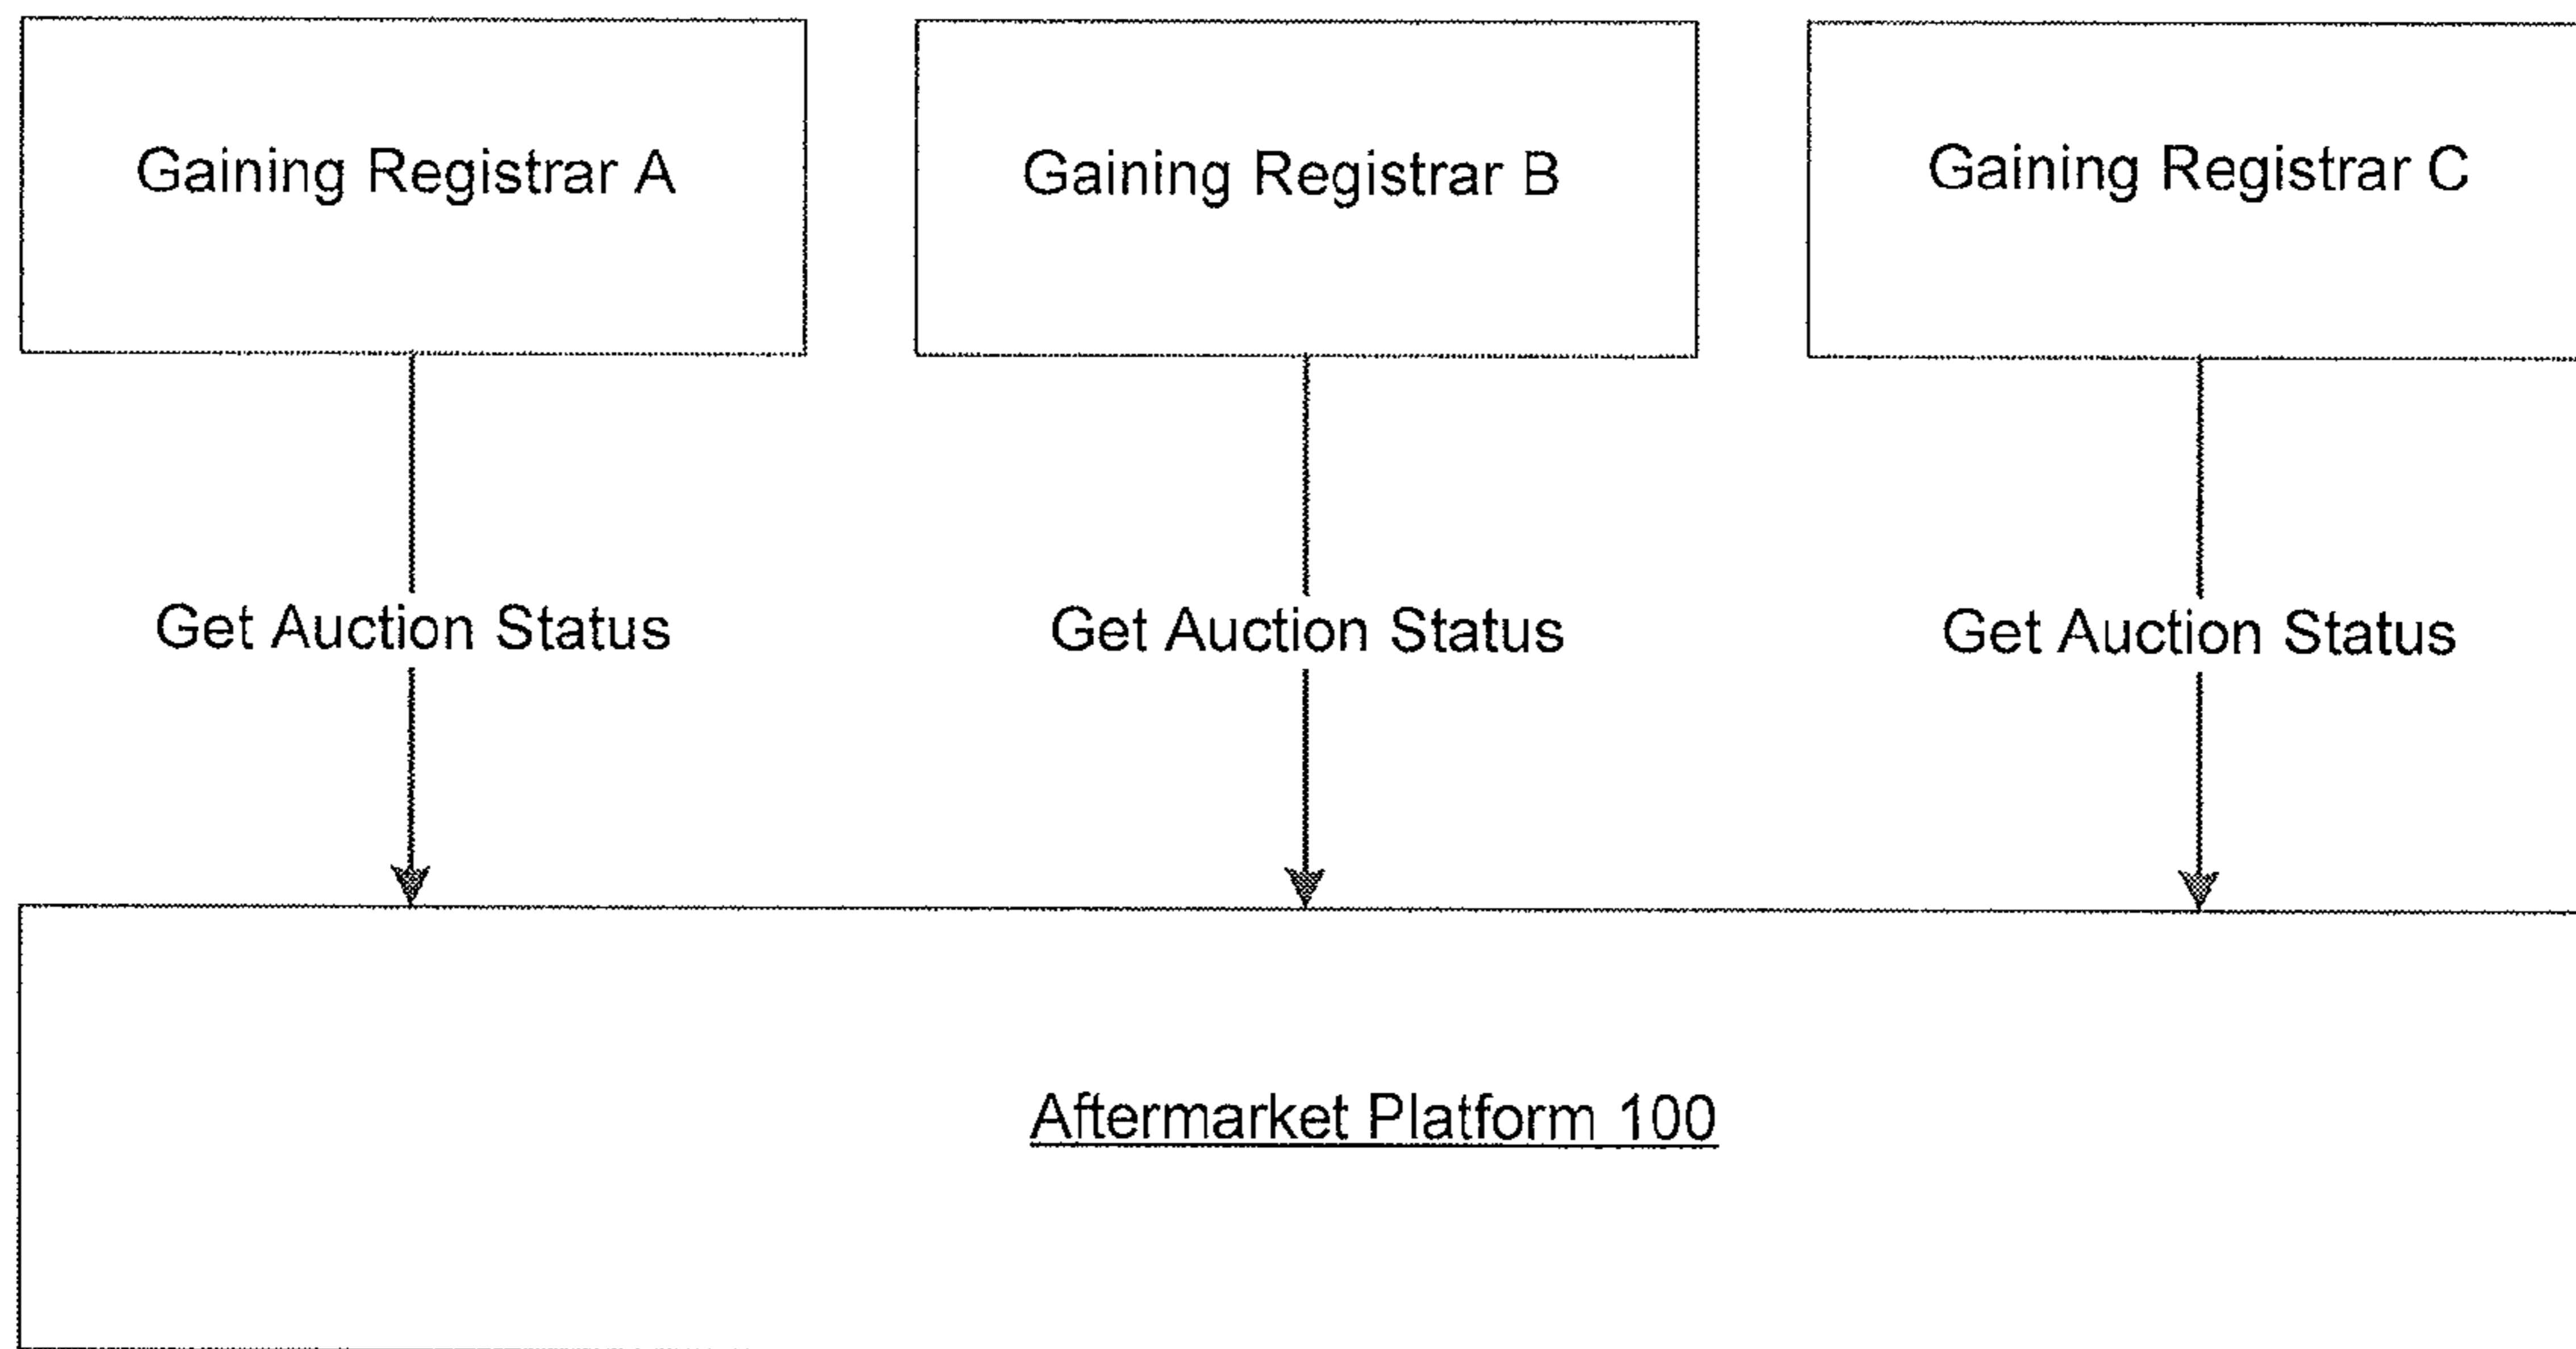 Gaining Registrar A
Gaining Registrar B
Gaining Registrar C
Get Auction Status
Get Auction Status
Get Auction Status
Aftermarket Platform 100